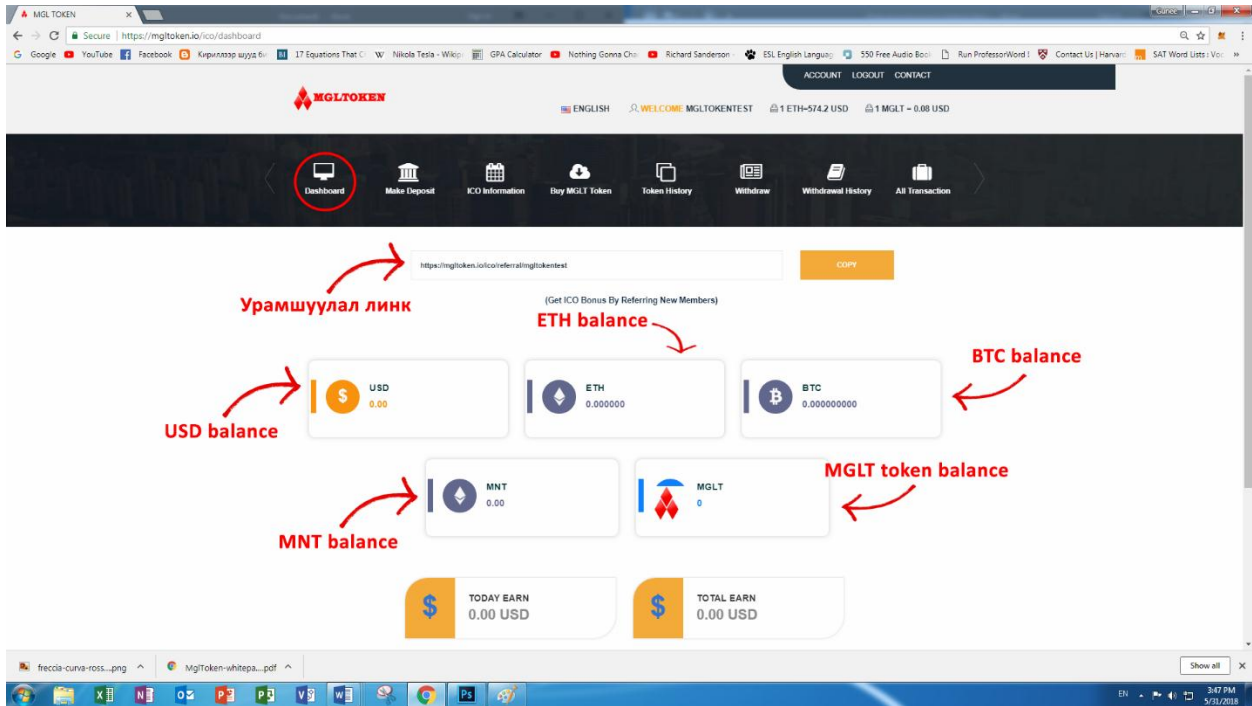 MGL TOKEN
Secure | https://mgltoken.io/ico/dashboard
Google YouTube Facebook Кириллээр шууд би 17 Equations That C Nikola Tesla - Wikip GPA Calculator Nothing Gonna Cha Richard Sanderson - ESL English Languag 550 Free Audio Book Run ProfessorWord ! Contact Us | Harvard SAT Word Lists : Voc
ACCOUNT LOGOUT CONTACT
MGLTOKEN
ENGLISH WELCOME MGLTOKENTEST 1 ETH=574.2 USD 1 MGLT = 0.08 USD
Dashboard Make Deposit ICO Information Buy MGLT Token Token History Withdraw Withdrawal History All Transaction
https://mgltoken.io/ico/referral/mgltokentest COPY
Урамшуулал линк
(Get ICO Bonus By Referring New Members)
ETH balance
BTC balance
USD
0.00
ETH
0.000000
BTC
0.000000000
USD balance
MGLT token balance
MNT
0.00
MGLT
0
MNT balance
TODAY EARN
0.00 USD
TOTAL EARN
0.00 USD
freccia-curva-ross....png MglToken-whitepa....pdf Show all
EN 3:47 PM
5/31/2018